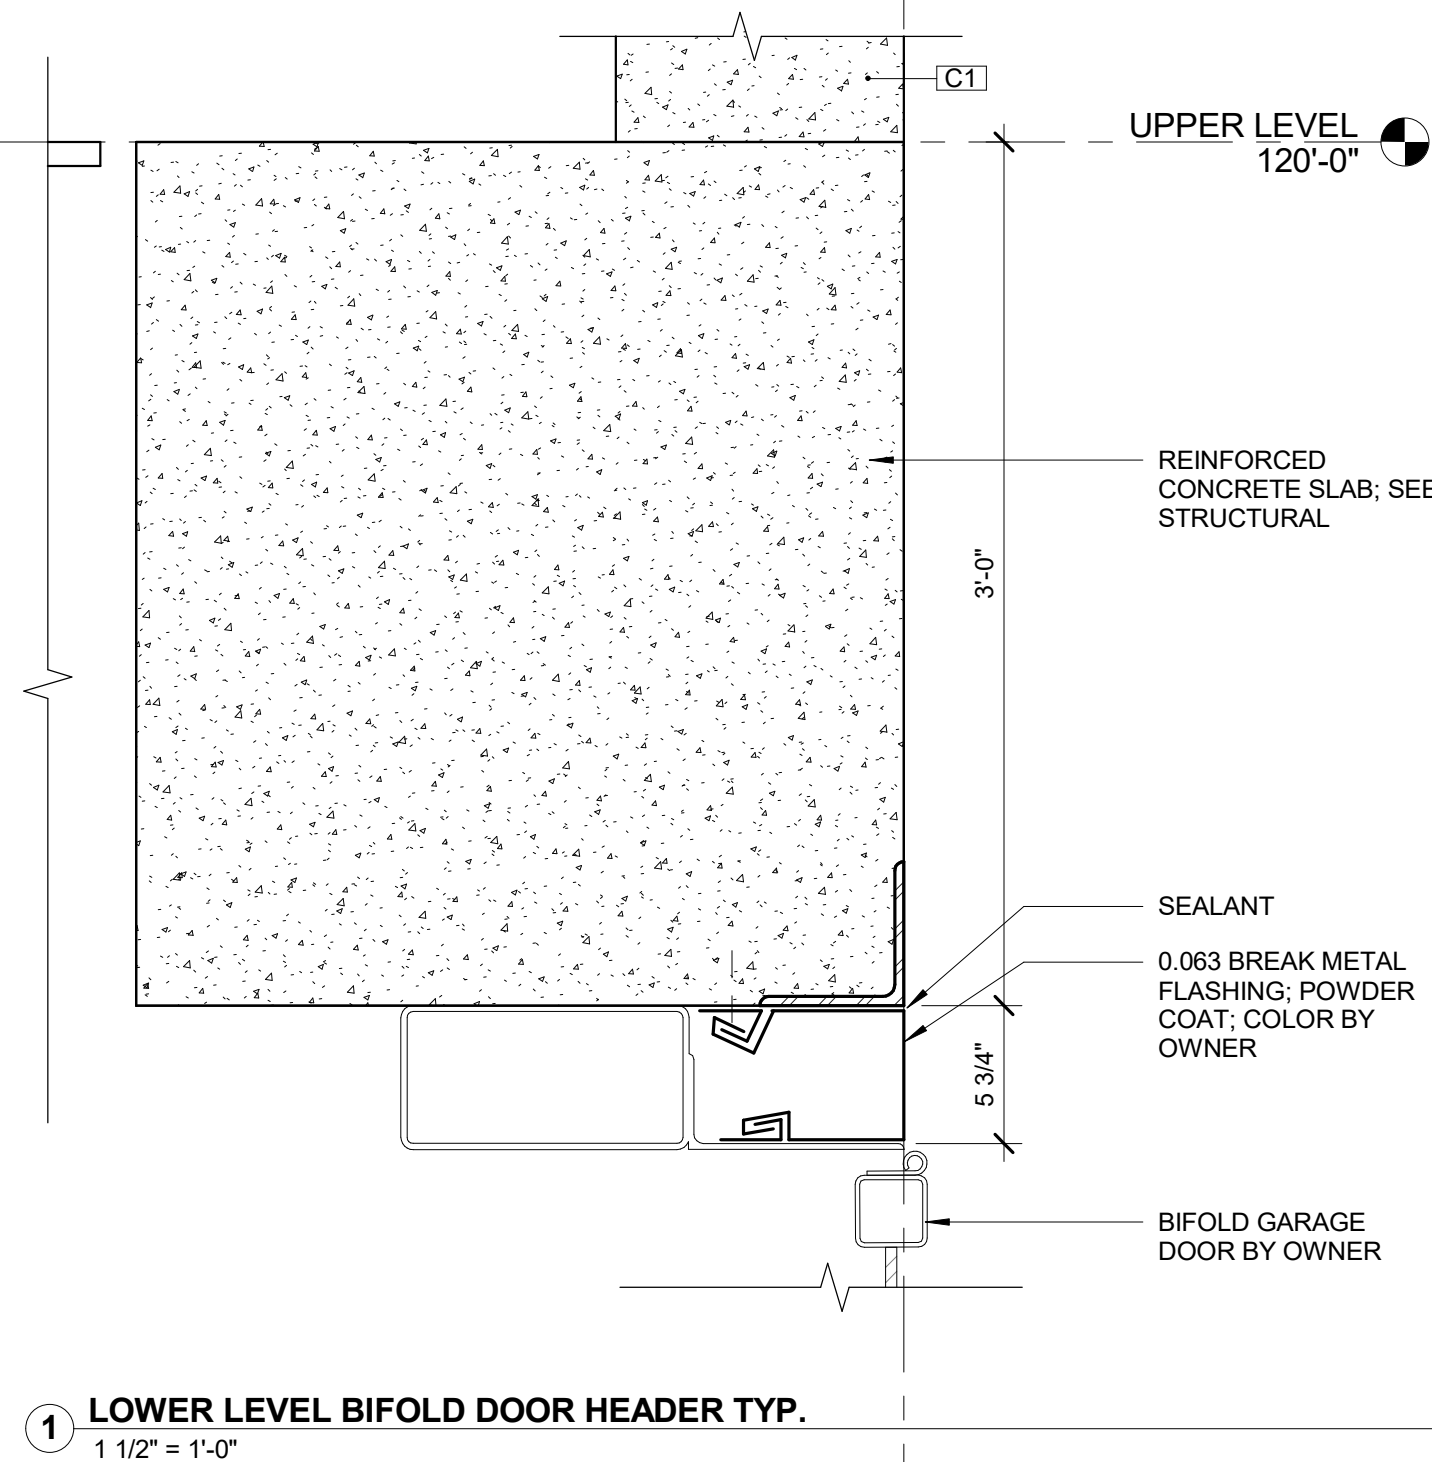 C1
UPPER LEVEL
120'-0"
REINFORCED
CONCRETE SLAB; SEE
STRUCTURAL
3'-0"
SEALANT
0.063 BREAK METAL
FLASHING; POWDER
COAT; COLOR BY
OWNER
5 3/4"
BIFOLD GARAGE
DOOR BY OWNER
1 LOWER LEVEL BIFOLD DOOR HEADER TYP.
1 1/2" = 1'-0"